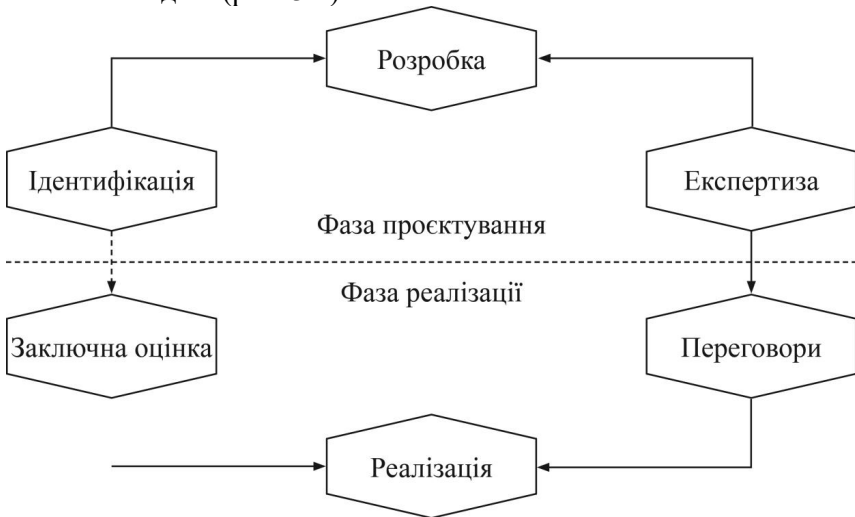 Розробка
Ідентифікація
Експертиза
Фаза проєктування
Фаза реалізації
Заключна оцінка
Переговори
Реалізація